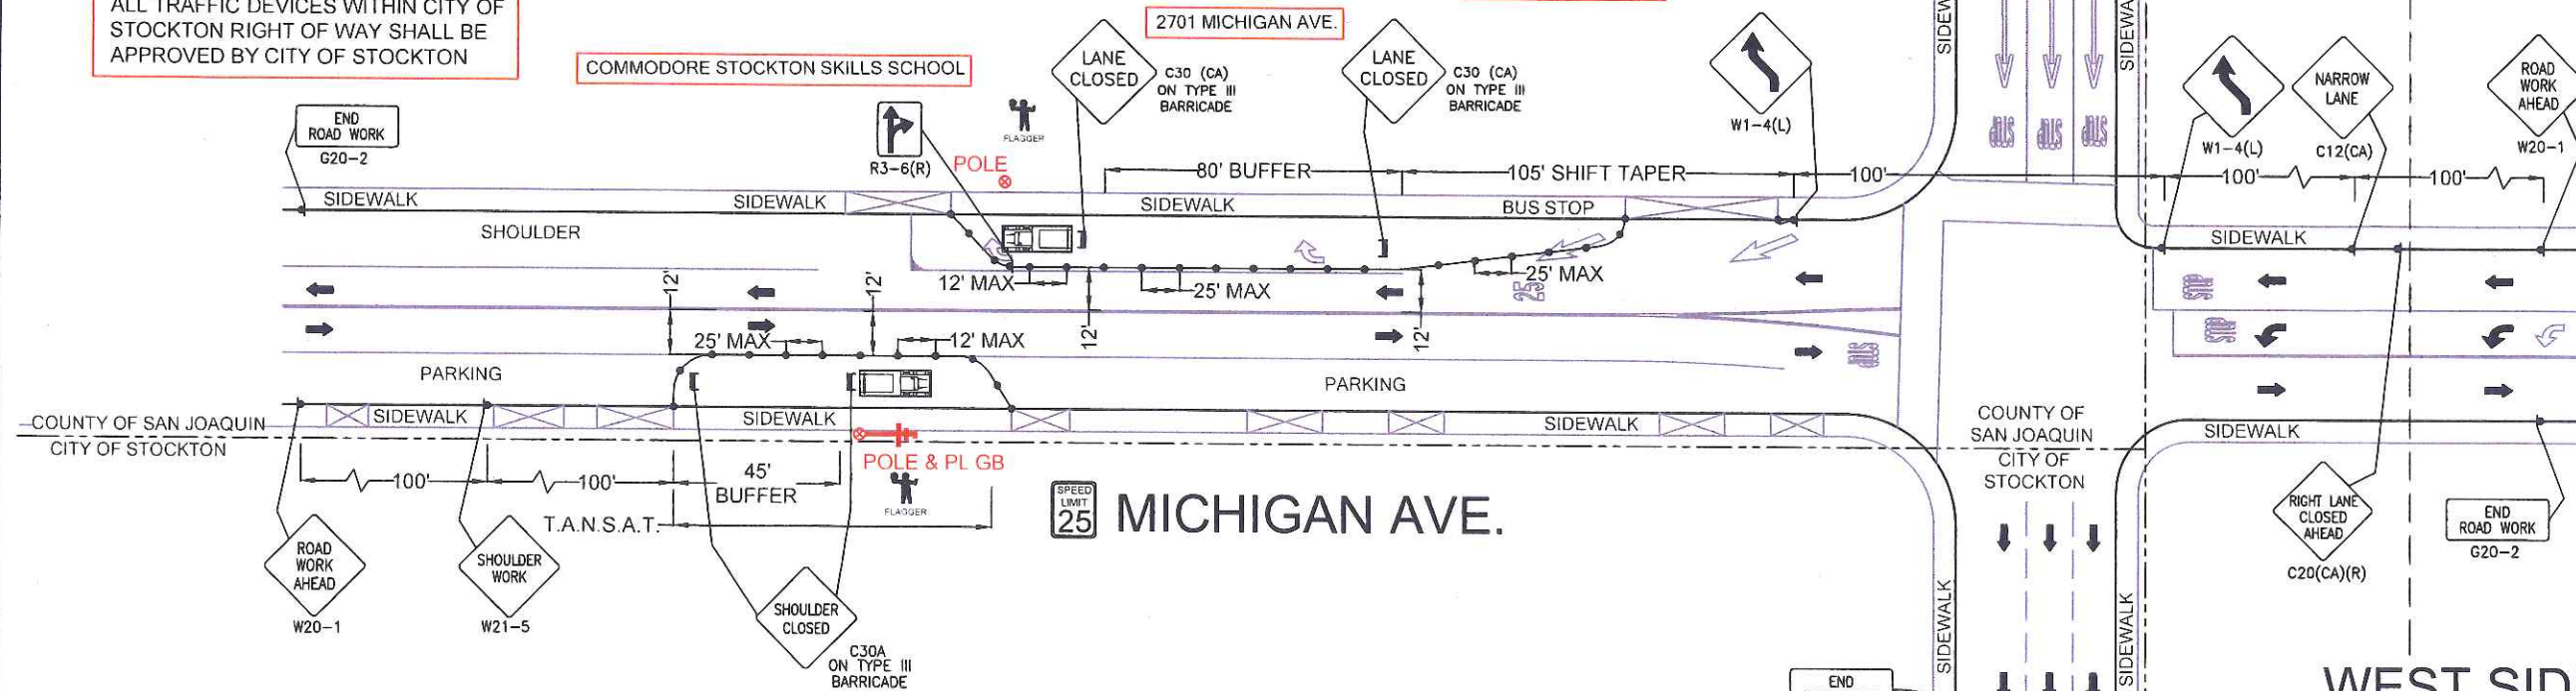 ALL TRAFFIC DEVICES WITHIN CITY OF
STOCKTON RIGHT OF WAY SHALL BE
APPROVED BY CITY OF STOCKTON
COMMODORE STOCKTON SKILLS SCHOOL
2701 MICHIGAN AVE.
END
ROAD WORK
G20-2
R3-6(R)
FLAGGER
POLE
LANE
CLOSED
C30 (CA)
ON TYPE III
BARRICADE
LANE
CLOSED
C30 (CA)
ON TYPE III
BARRICADE
W1-4(L)
SIDEWALK
W1-4(L)
NARROW
LANE
C12(CA)
ROAD
WORK
AHEAD
W20-1
80' BUFFER
105' SHIFT TAPER
100'
100'
100'
SIDEWALK
SIDEWALK
SIDEWALK
BUS STOP
SIDEWALK
SHOULDER
12' MAX
25' MAX
25' MAX
25
12'
12'
12'
12'
25' MAX
12' MAX
PARKING
PARKING
SIDEWALK
SIDEWALK
SIDEWALK
SIDEWALK
COUNTY OF SAN JOAQUIN
CITY OF STOCKTON
COUNTY OF
SAN JOAQUIN
CITY OF
STOCKTON
100'
100'
45'
BUFFER
T.A.N.S.A.T.
POLE & PL GB
FLAGGER
SPEED
LIMIT
25
MICHIGAN AVE.
ROAD
WORK
AHEAD
W20-1
SHOULDER
WORK
W21-5
SHOULDER
CLOSED
C30A
ON TYPE III
BARRICADE
RIGHT LANE
CLOSED
AHEAD
C20(CA)(R)
END
ROAD WORK
G20-2
SIDEWALK
SIDEWALK
END
WEST SID